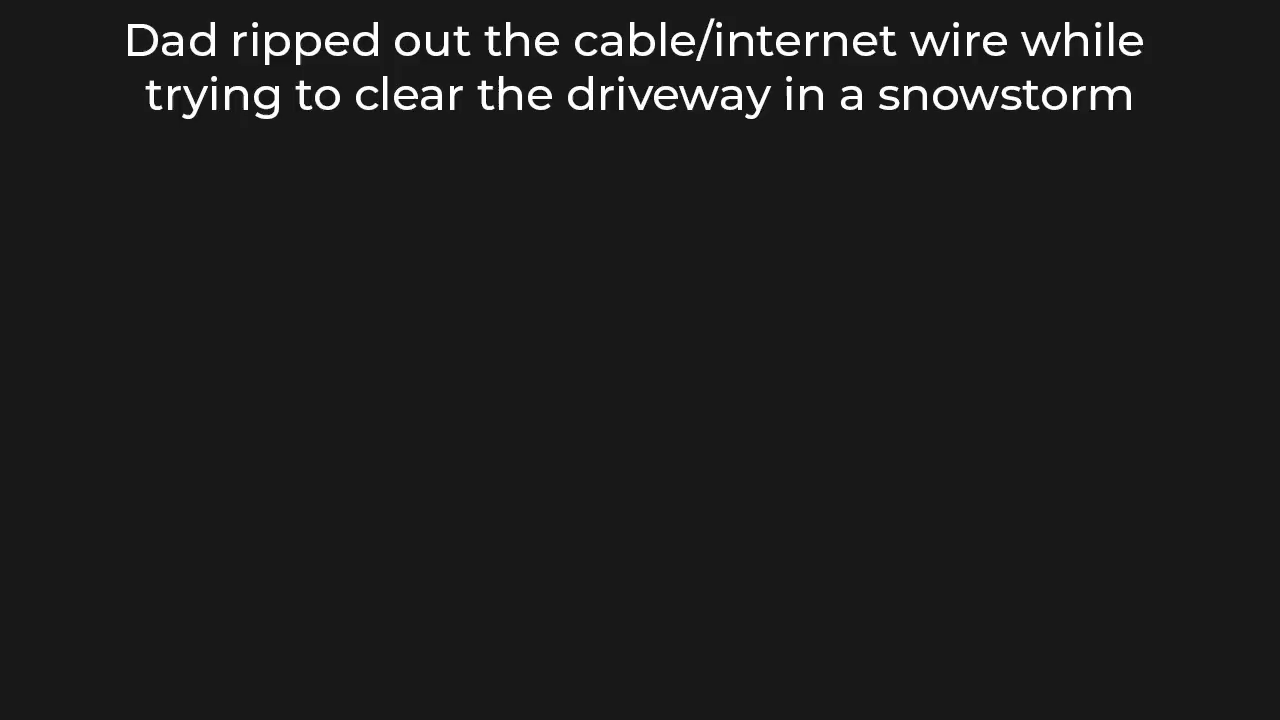 Dad ripped out the cable/internet wire while
trying to clear the driveway in a snowstorm